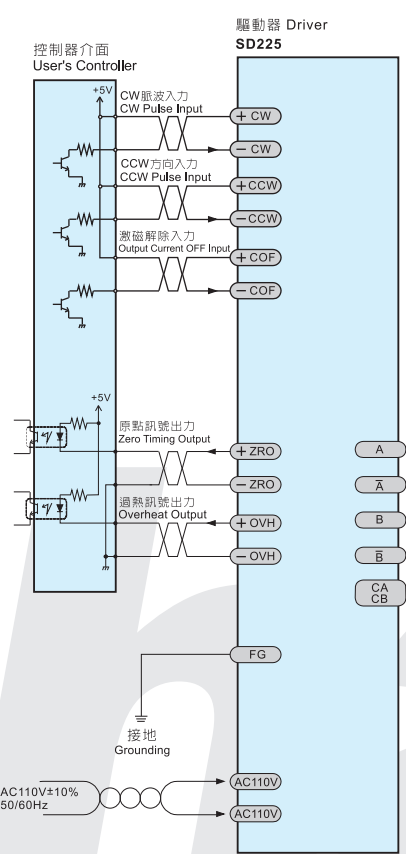 驅動器 Driver
SD225
控制器介面
User's Controller
+5V
CW脈波入力
CW Pulse Input
+ CW
− CW
CCW方向入力
CCW Pulse Input
+CCW
−CCW
激磁解除入力
Output Current OFF Input
+ COF
− COF
+5V
原點訊號出力
Zero Timing Output
+ ZRO
− ZRO
過熱訊號出力
Overheat Output
+ OVH
− OVH
A
A̅
B
B̅
CA
CB
FG
接地
Grounding
AC110V±10%
50/60Hz
AC110V
AC110V